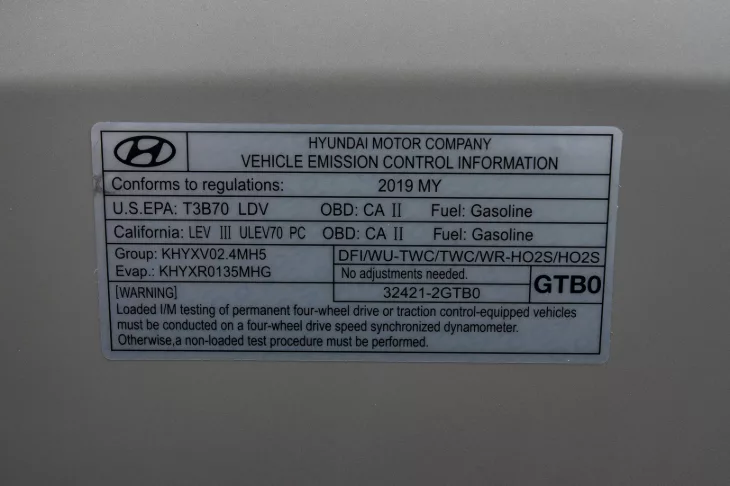 HYUNDAI MOTOR COMPANY
VEHICLE EMISSION CONTROL INFORMATION
Conforms to regulations: 2019 MY
U.S.EPA: T3B70 LDV OBD: CA II Fuel: Gasoline
California: LEV III ULEV70 PC OBD: CA II Fuel: Gasoline
Group: KHYXV02.4MH5
Evap.: KHYXR0135MHG
DFI/WU-TWC/TWC/WR-HO2S/HO2S
No adjustments needed.
32421-2GTB0
GTB0
[WARNING]
Loaded I/M testing of permanent four-wheel drive or traction control-equipped vehicles
must be conducted on a four-wheel drive speed synchronized dynamometer.
Otherwise,a non-loaded test procedure must be performed.